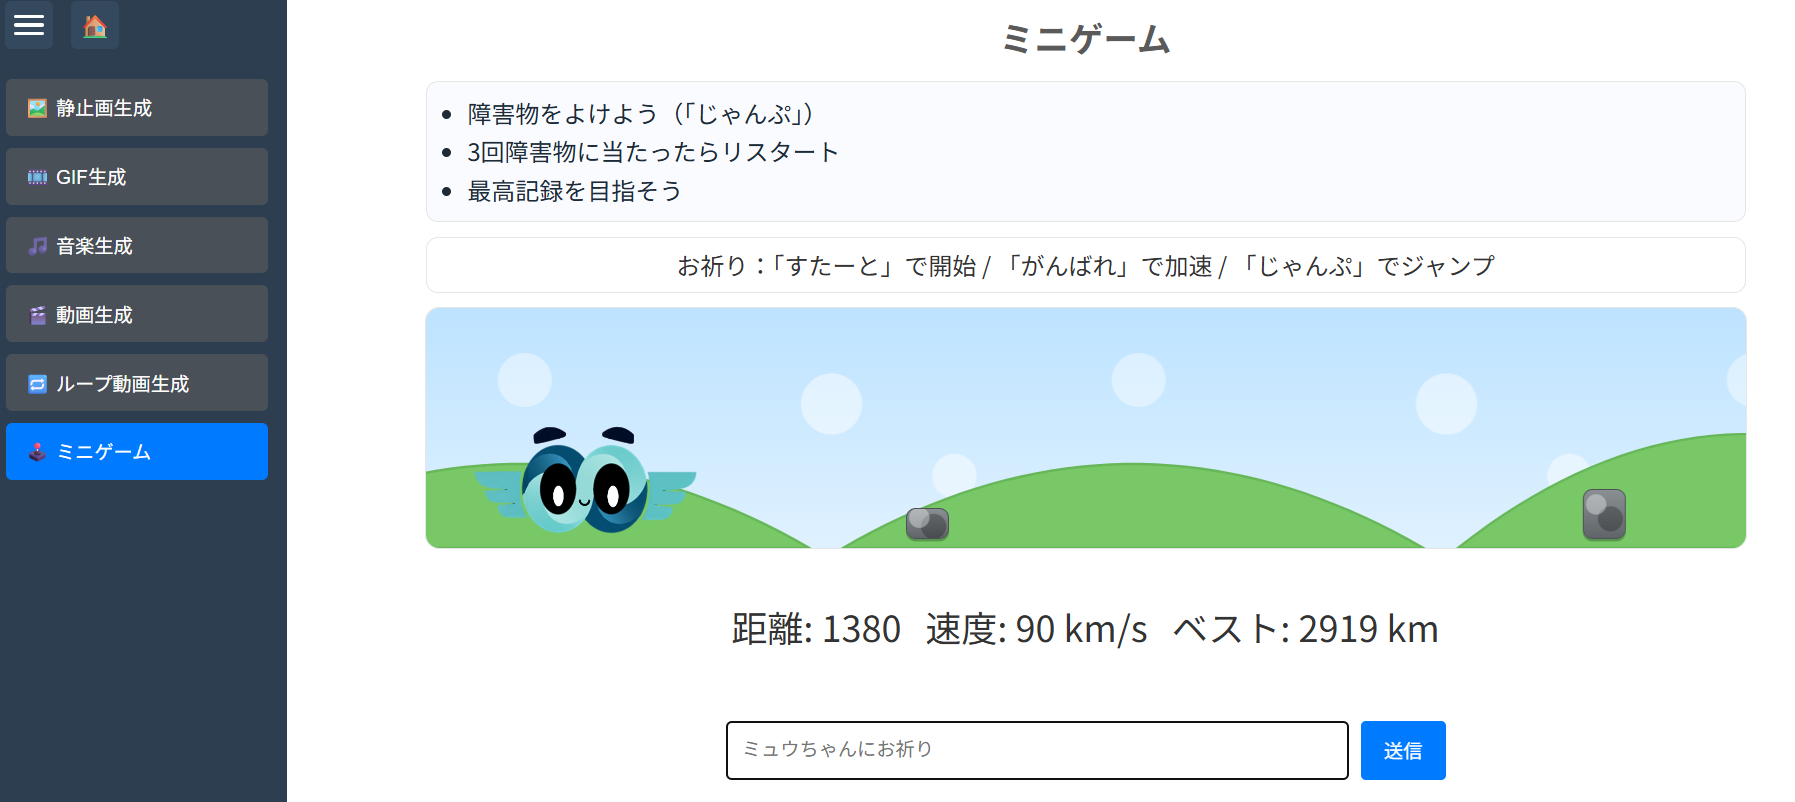 静止画生成
GIF生成
音楽生成
動画生成
ループ動画生成
ミニゲーム
ミニゲーム
障害物をよけよう（「じゃんぷ」）
3回障害物に当たったらリスタート
最高記録を目指そう
お祈り：「すたーと」で開始 / 「がんばれ」で加速 / 「じゃんぷ」でジャンプ
距離: 1380 速度: 90 km/s ベスト: 2919 km
ミュウちゃんにお祈り
送信